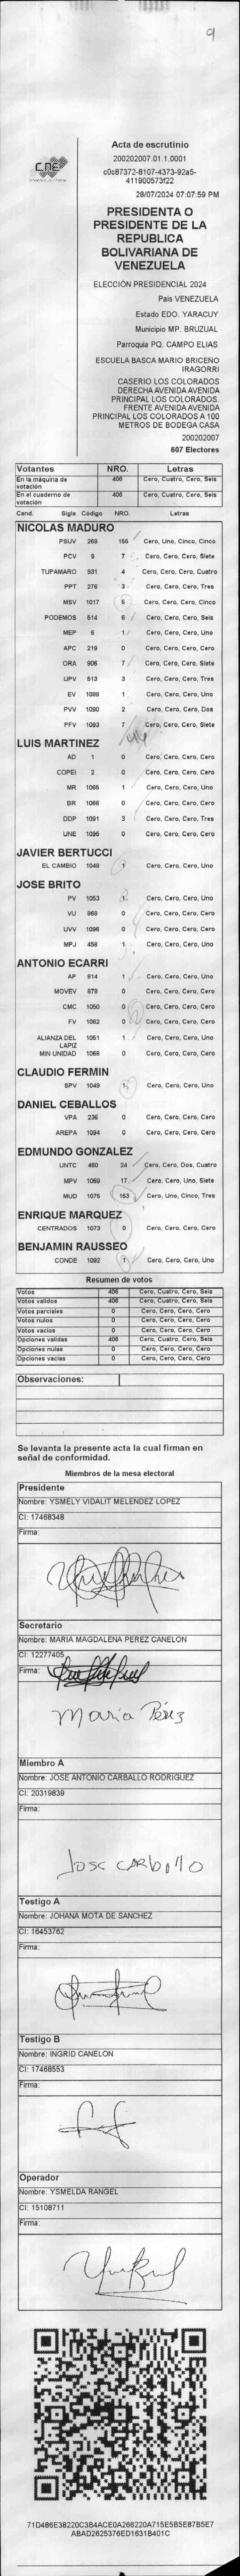 9
CNE
Acta de escrutinio
200202007.01.1.0001
c0c87372-8107-4373-92a5-
411900573f22
28/07/2024 07:07:59 PM
PRESIDENTA O
PRESIDENTE DE LA
REPUBLICA
BOLIVARIANA DE
VENEZUELA
ELECCIÓN PRESIDENCIAL 2024
País VENEZUELA
Estado EDO. YARACUY
Municipio MP. BRUZUAL
Parroquia PQ. CAMPO ELIAS
ESCUELA BASCA MARIO BRICENO
IRAGORRI
CASERIO LOS COLORADOS
DERECHA AVENIDA AVENIDA
PRINCIPAL LOS COLORADOS.
FRENTE AVENIDA AVENIDA
PRINCIPAL LOS COLORADOS A 100
METROS DE BODEGA CASA
200202007
607 Electores
Votantes NRO. Letras
En la máquina de votación 406 Cero, Cuatro, Cero, Seis
En el cuaderno de votación 406 Cero, Cuatro, Cero, Seis
Cand. Sigla Código NRO. Letras
NICOLAS MADURO
PSUV 269 155 Cero, Uno, Cinco, Cinco
PCV 9 7 Cero, Cero, Cero, Siete
TUPAMARO 931 4 Cero, Cero, Cero, Cuatro
PPT 276 3 Cero, Cero, Cero, Tres
MSV 1017 5 Cero, Cero, Cero, Cinco
PODEMOS 514 6 Cero, Cero, Cero, Seis
MEP 6 1 Cero, Cero, Cero, Uno
APC 219 0 Cero, Cero, Cero, Cero
ORA 906 7 Cero, Cero, Cero, Siete
UPV 513 3 Cero, Cero, Cero, Tres
EV 1089 1 Cero, Cero, Cero, Uno
PVV 1090 2 Cero, Cero, Cero, Dos
PFV 1093 7 Cero, Cero, Cero, Siete
LUIS MARTINEZ
AD 1 0 Cero, Cero, Cero, Cero
COPEI 2 0 Cero, Cero, Cero, Cero
MR 1065 1 Cero, Cero, Cero, Uno
BR 1066 0 Cero, Cero, Cero, Cero
DDP 1091 3 Cero, Cero, Cero, Tres
UNE 1095 0 Cero, Cero, Cero, Cero
JAVIER BERTUCCI
EL CAMBIO 1048 1 Cero, Cero, Cero, Uno
JOSE BRITO
PV 1053 1 Cero, Cero, Cero, Uno
VU 868 0 Cero, Cero, Cero, Cero
UVV 1096 0 Cero, Cero, Cero, Cero
MPJ 458 1 Cero, Cero, Cero, Uno
ANTONIO ECARRI
AP 814 1 Cero, Cero, Cero, Uno
MOVEV 878 0 Cero, Cero, Cero, Cero
CMC 1050 0 Cero, Cero, Cero, Cero
FV 1062 0 Cero, Cero, Cero, Cero
ALIANZA DEL LAPIZ 1051 1 Cero, Cero, Cero, Uno
MIN UNIDAD 1068 0 Cero, Cero, Cero, Cero
CLAUDIO FERMIN
SPV 1049 1 Cero, Cero, Cero, Uno
DANIEL CEBALLOS
VPA 236 0 Cero, Cero, Cero, Cero
AREPA 1094 0 Cero, Cero, Cero, Cero
EDMUNDO GONZALEZ
UNTC 460 24 Cero, Cero, Dos, Cuatro
MPV 1069 17 Cero, Cero, Uno, Siete
MUD 1075 153 Cero, Uno, Cinco, Tres
ENRIQUE MARQUEZ
CENTRADOS 1073 0 Cero, Cero, Cero, Cero
BENJAMIN RAUSSEO
CONDE 1092 1 Cero, Cero, Cero, Uno
Resumen de votos
Votos 406 Cero, Cuatro, Cero, Seis
Votos validos 406 Cero, Cuatro, Cero, Seis
Votos parciales 0 Cero, Cero, Cero, Cero
Votos nulos 0 Cero, Cero, Cero, Cero
Votos vacios 0 Cero, Cero, Cero, Cero
Opciones validas 406 Cero, Cuatro, Cero, Seis
Opciones nulas 0 Cero, Cero, Cero, Cero
Opciones vacias 0 Cero, Cero, Cero, Cero
Observaciones:
Se levanta la presente acta la cual firman en
señal de conformidad.
Miembros de la mesa electoral
Presidente
Nombre: YSMELY VIDALIT MELENDEZ LOPEZ
CI: 17468348
Firma:
Secretario
Nombre: MARIA MAGDALENA PEREZ CANELON
CI: 12277405
Firma:
Maria Pérez
Miembro A
Nombre: JOSE ANTONIO CARBALLO RODRIGUEZ
CI: 20319839
Firma:
Jose CARballo
Testigo A
Nombre: JOHANA MOTA DE SANCHEZ
CI: 16453762
Firma:
Testigo B
Nombre: INGRID CANELON
CI: 17468553
Firma:
Operador
Nombre: YSMELDA RANGEL
CI: 15108711
Firma:
71D486E38220C3B4ACE0A266220A715E5B5E87B5E7
ABAD2625376ED1631B401C